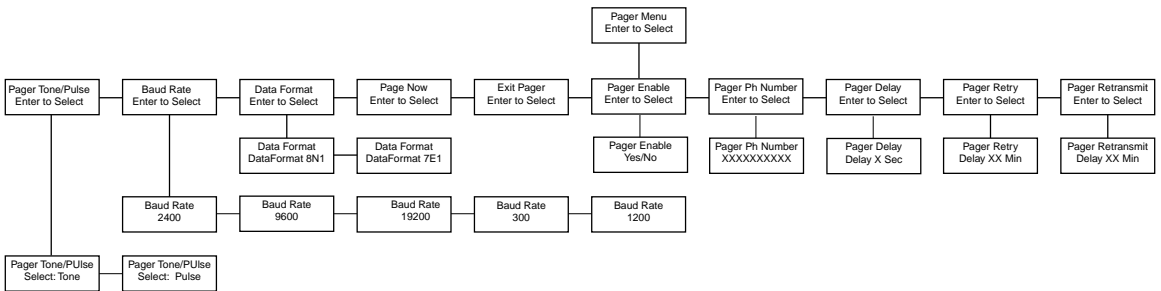 Pager Menu
Enter to Select
Pager Tone/Pulse
Enter to Select
Baud Rate
Enter to Select
Data Format
Enter to Select
Page Now
Enter to Select
Exit Pager
Enter to Select
Pager Enable
Enter to Select
Pager Ph Number
Enter to Select
Pager Delay
Enter to Select
Pager Retry
Enter to Select
Pager Retransmit
Enter to Select
Data Format
DataFormat 8N1
Data Format
DataFormat 7E1
Pager Enable
Yes/No
Pager Ph Number
XXXXXXXXXX
Pager Delay
Delay X Sec
Pager Retry
Delay XX Min
Pager Retransmit
Delay XX Min
Baud Rate
2400
Baud Rate
9600
Baud Rate
19200
Baud Rate
300
Baud Rate
1200
Pager Tone/PUlse
Select: Tone
Pager Tone/PUlse
Select: Pulse